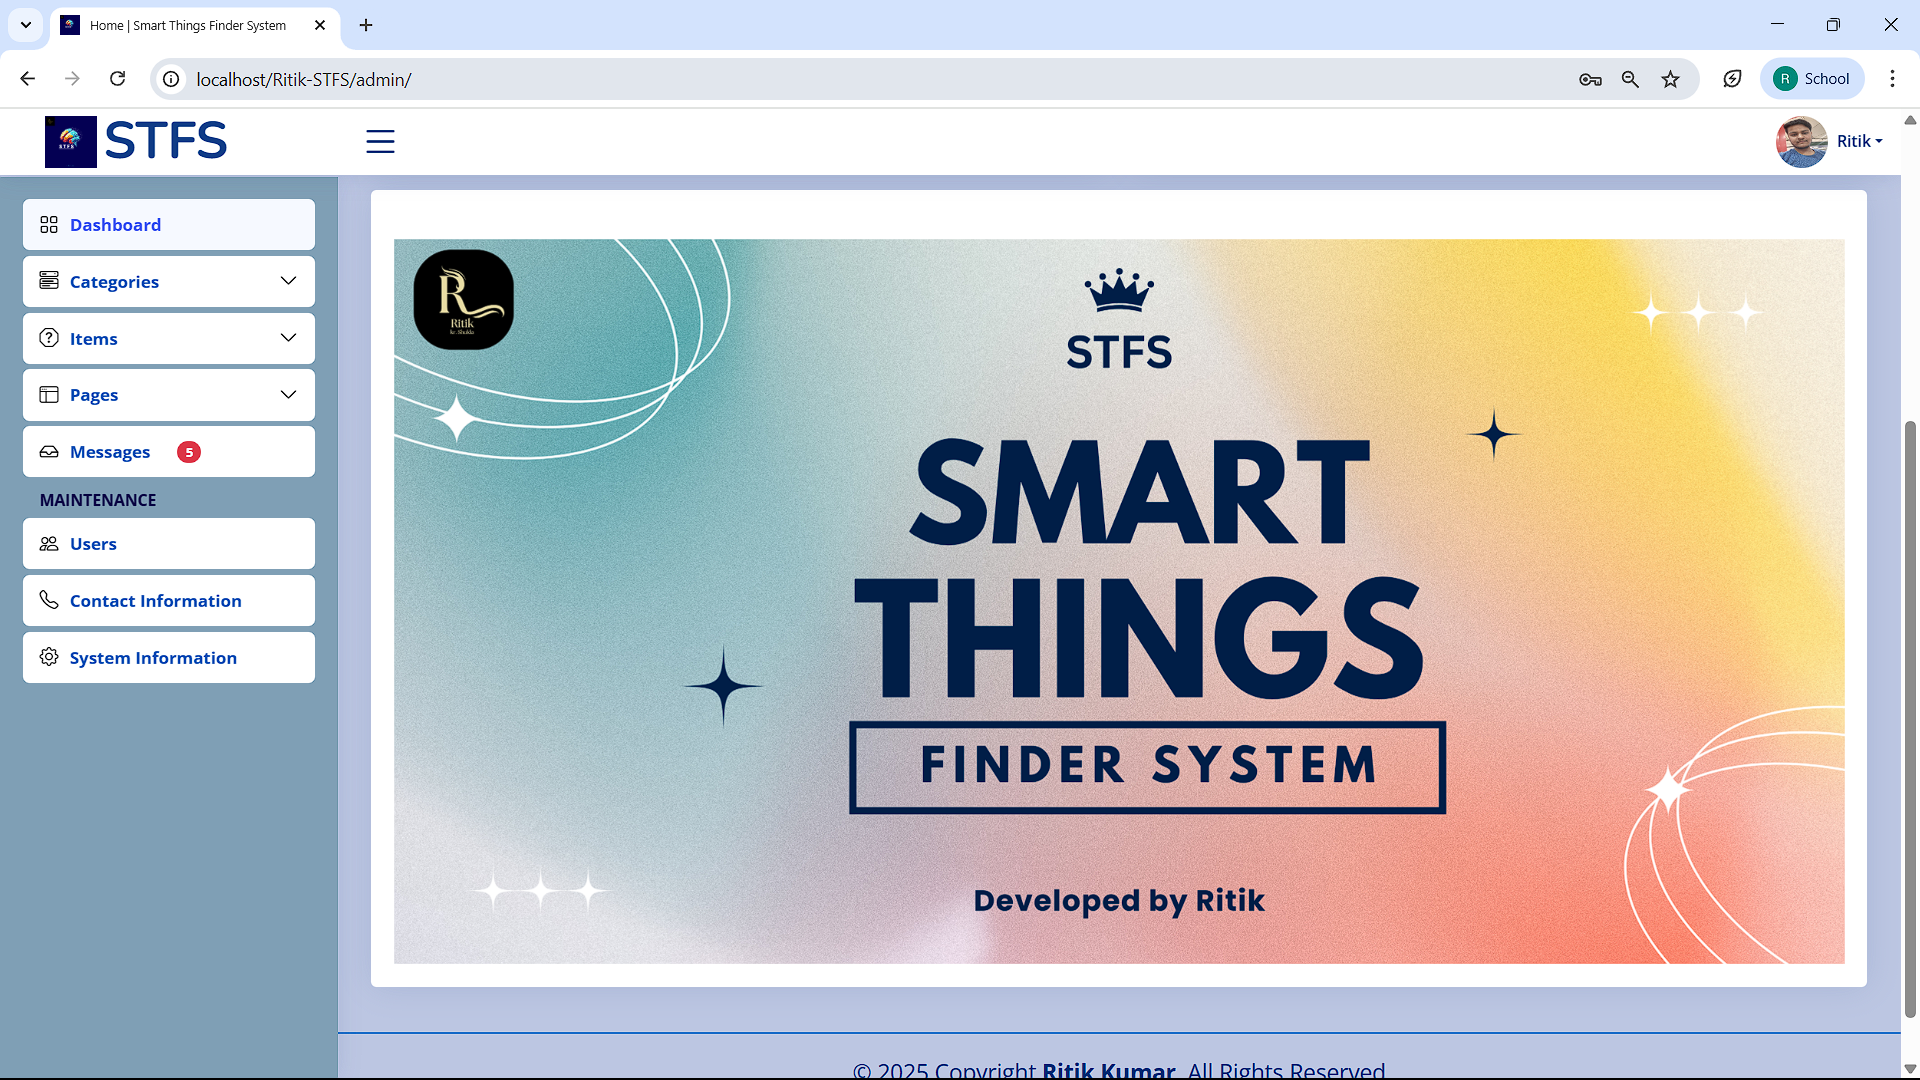 Home | Smart Things Finder System
localhost/Ritik-STFS/admin/
R School
STFS
STFS
Ritik
Dashboard
Categories
Items
Pages
Messages 5
MAINTENANCE
Users
Contact Information
System Information
R
Ritik
STFS
SMART
THINGS
FINDER SYSTEM
Developed by Ritik
© 2025 Copyright Ritik Kumar. All Rights Reserved